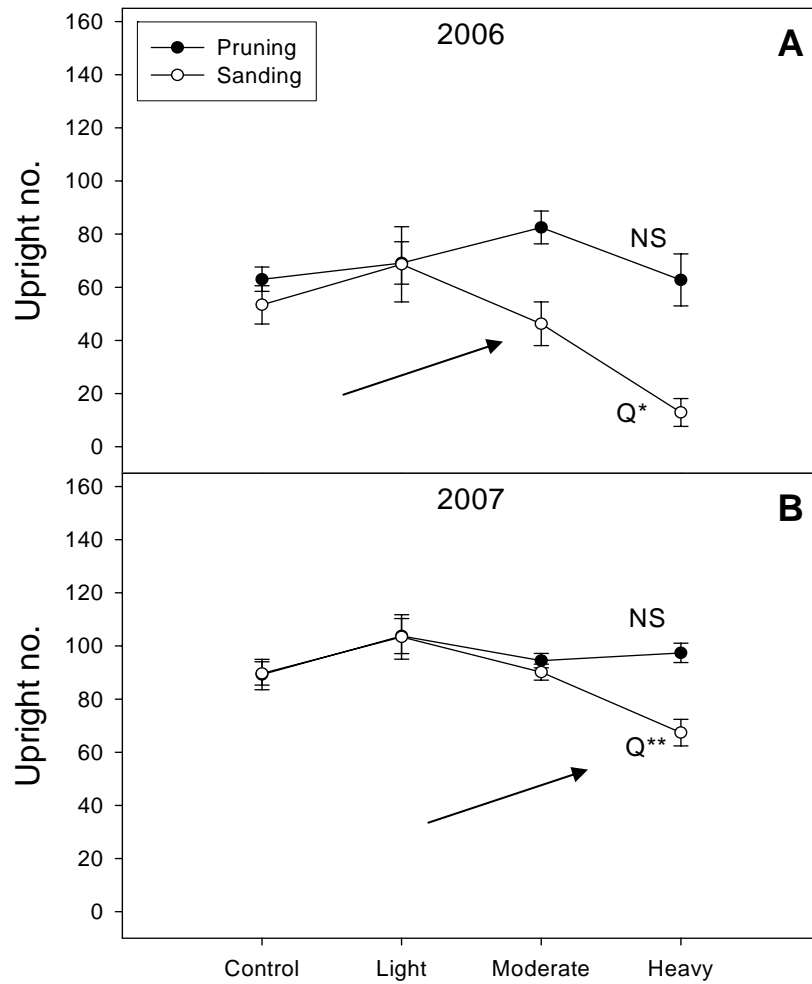 2006
A
Pruning
Sanding
Upright no.
160
140
120
100
80
60
40
20
0
NS
Q*
2007
B
Upright no.
160
140
120
100
80
60
40
20
0
NS
Q**
Control Light Moderate Heavy